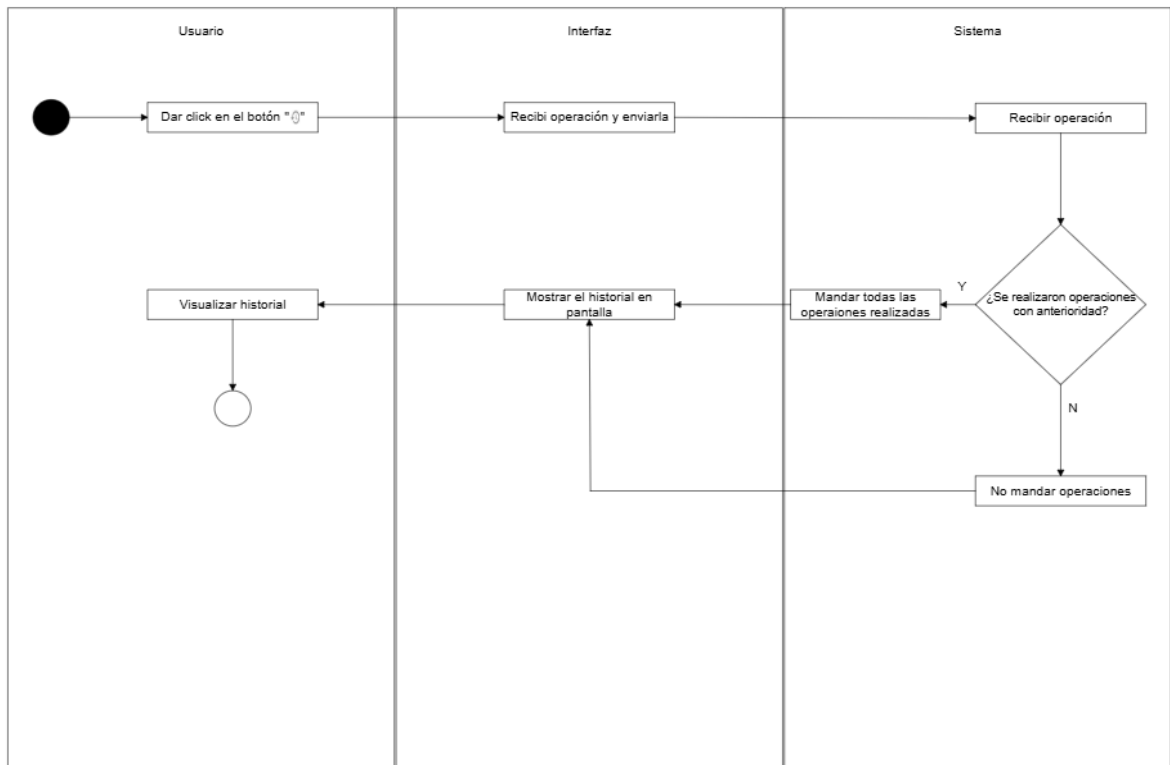 Usuario
Interfaz
Sistema
Dar click en el botón " "
Recibi operación y enviarla
Recibir operación
Visualizar historial
Mostrar el historial en
pantalla
Mandar todas las
operaiones realizadas
Y
¿Se realizaron operaciones
con anterioridad?
N
No mandar operaciones